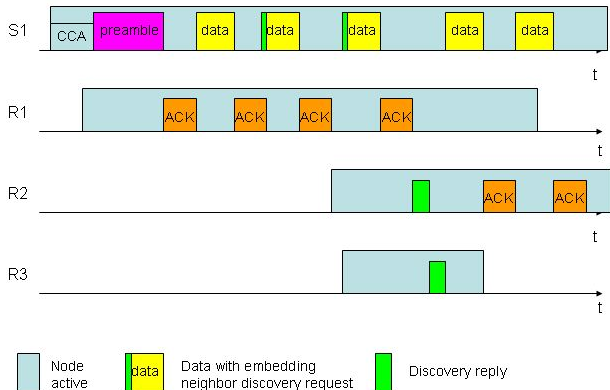 S1
CCA
preamble
data
data
data
data
data
t
R1
ACK
ACK
ACK
ACK
t
R2
ACK
ACK
t
R3
t
Node
active
data
Data with embedding
neighbor discovery request
Discovery reply